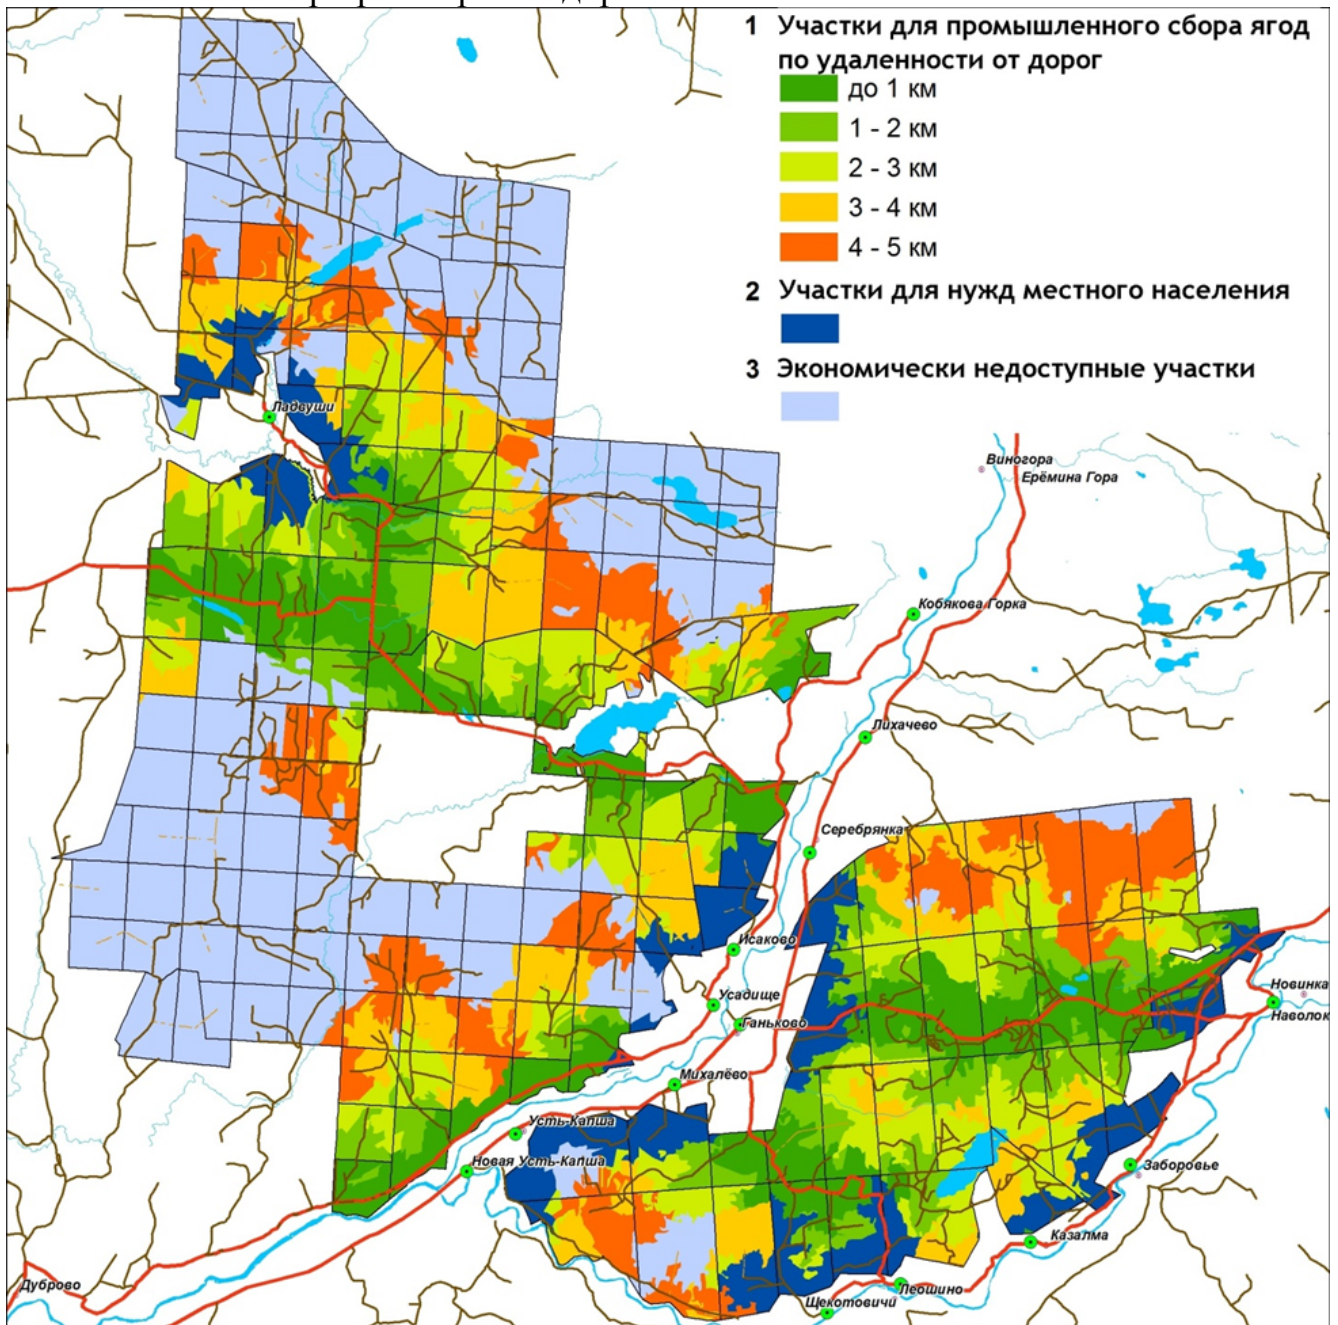 1 Участки для промышленного сбора ягод
по удаленности от дорог
до 1 км
1 - 2 км
2 - 3 км
3 - 4 км
4 - 5 км
2 Участки для нужд местного населения
3 Экономически недоступные участки
Ладвуши
Виногора
Ерёмина Гора
Кобякова Горка
Лихачево
Серебрянка
Исаково
Усадище
Ганьково
Новинка
Наволок
Михалёво
Усть-Капша
Новая Усть-Капша
Заборовье
Казалма
Дуброво
Леошино
Щекотовичи